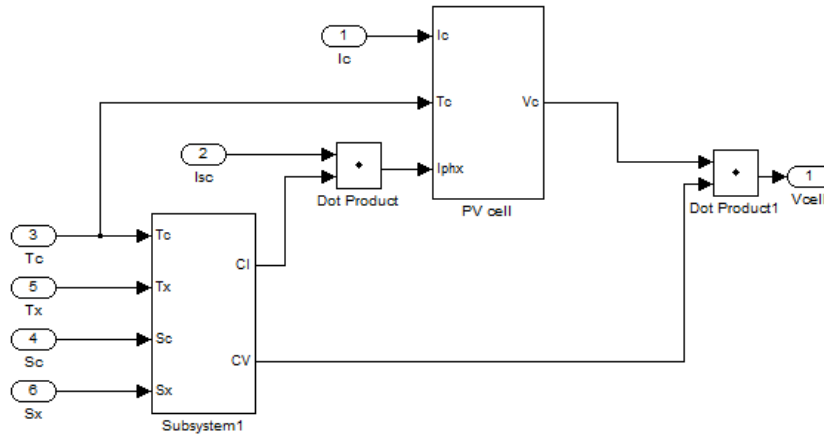 1
Ic
Ic
Tc
Vc
2
Isc
Iphx
Dot Product
PV cell
Dot Product1
1
Vcell
3
Tc
Tc
CI
5
Tx
Tx
4
Sc
Sc
CV
6
Sx
Sx
Subsystem1